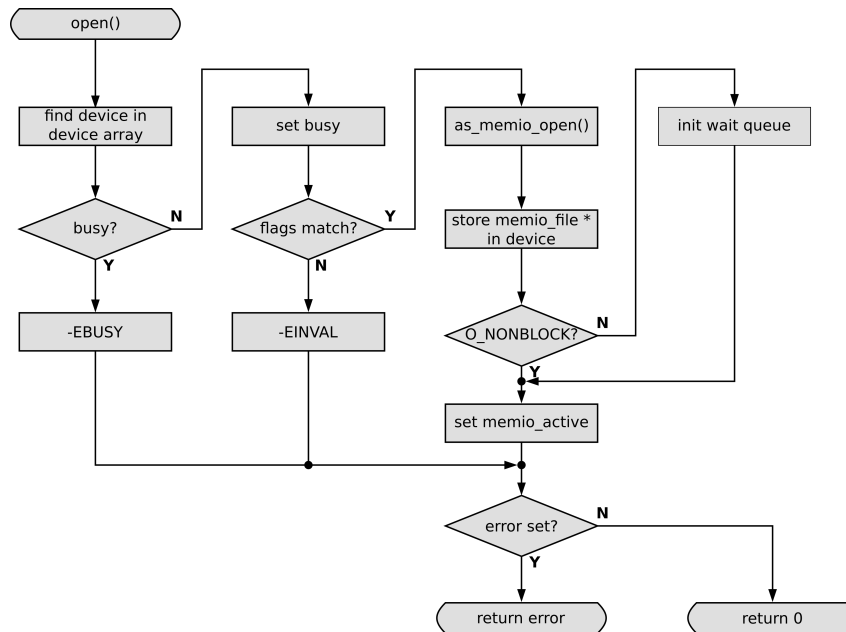 open()
find device in
device array
busy?
N
Y
-EBUSY
set busy
flags match?
Y
N
-EINVAL
as_memio_open()
store memio_file *
in device
O_NONBLOCK?
N
Y
init wait queue
set memio_active
error set?
N
Y
return error
return 0